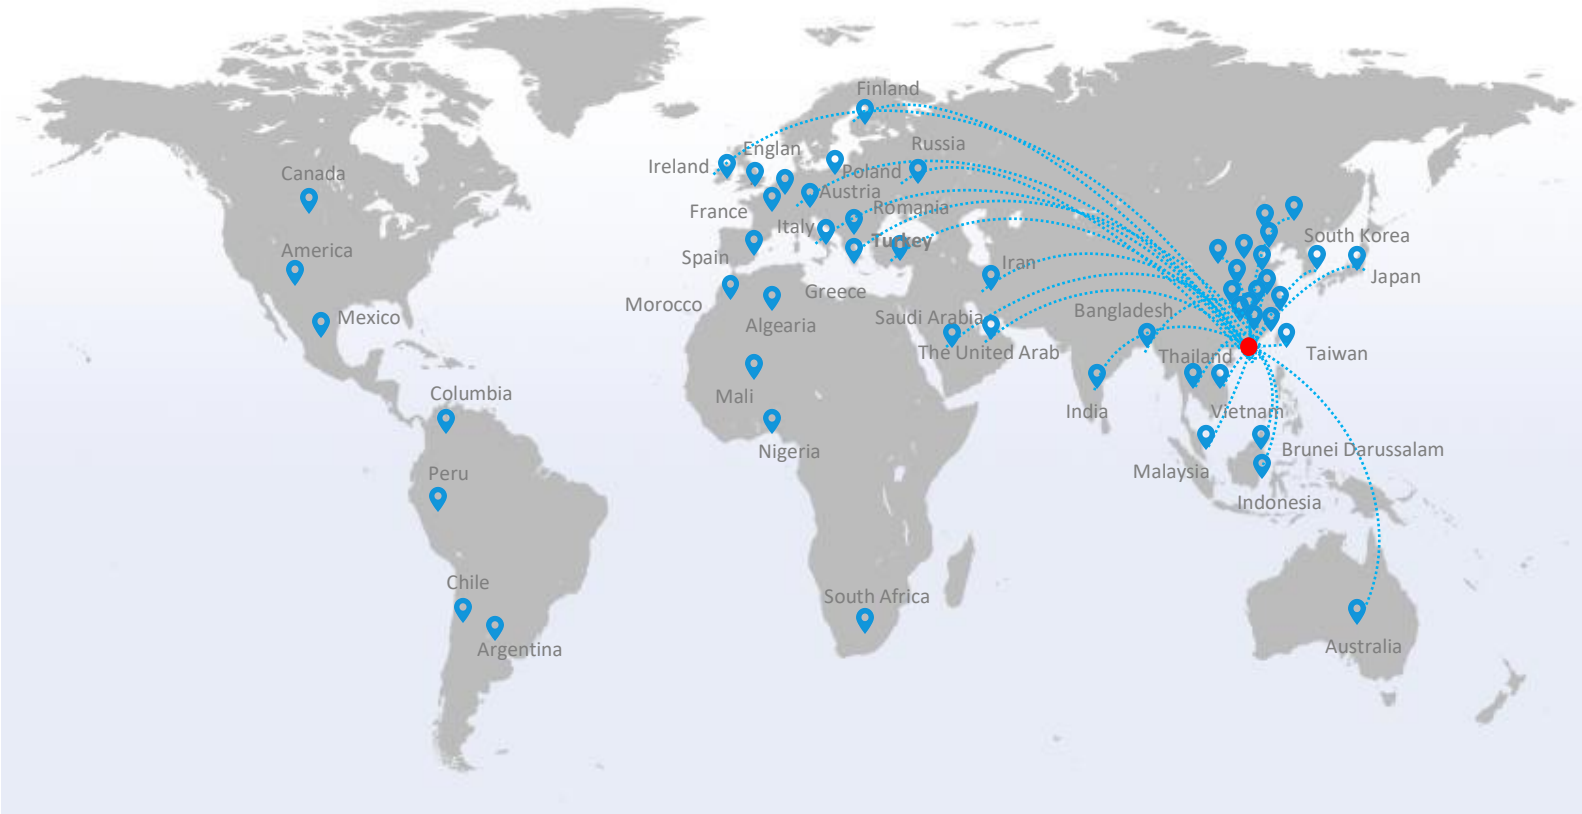 Finland
Englan
Russia
Ireland
Poland
Canada
Austria
France
Romania
Italy
South Korea
Turkey
America
Spain
Iran
Japan
Greece
Morocco
Bangladesh
Mexico
Saudi Arabia
Algearia
The United Arab
Thailand
Taiwan
Columbia
Mali
India
Vietnam
Nigeria
Brunei Darussalam
Peru
Malaysia
Indonesia
Chile
South Africa
Argentina
Australia